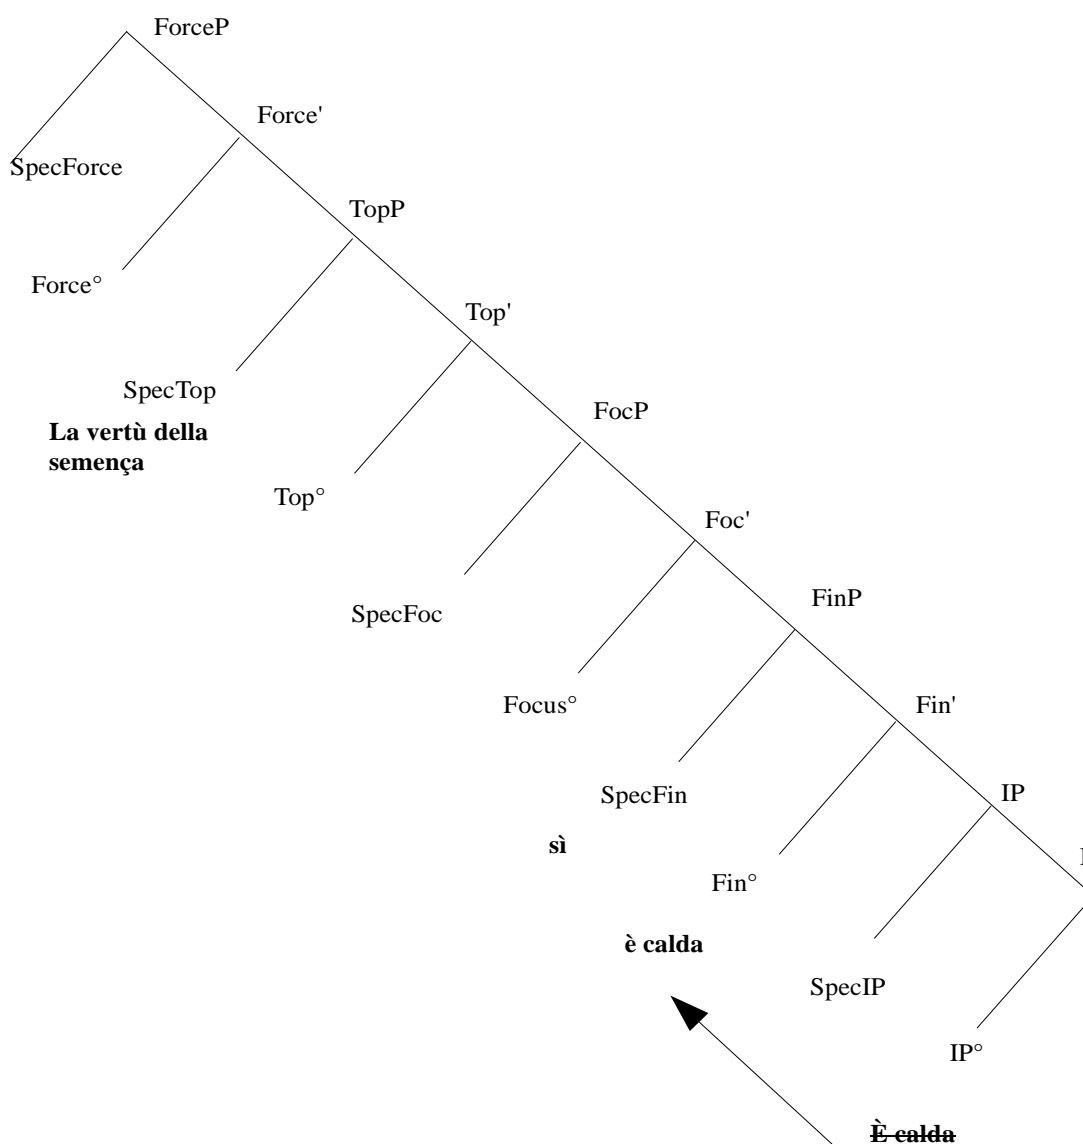 ForceP
Force'
SpecForce
TopP
Force°
Top'
SpecTop
FocP
La vertù della
semença
Top°
Foc'
SpecFoc
FinP
Focus°
Fin'
SpecFin
IP
sì
Fin°
è calda
SpecIP
IP°
È calda